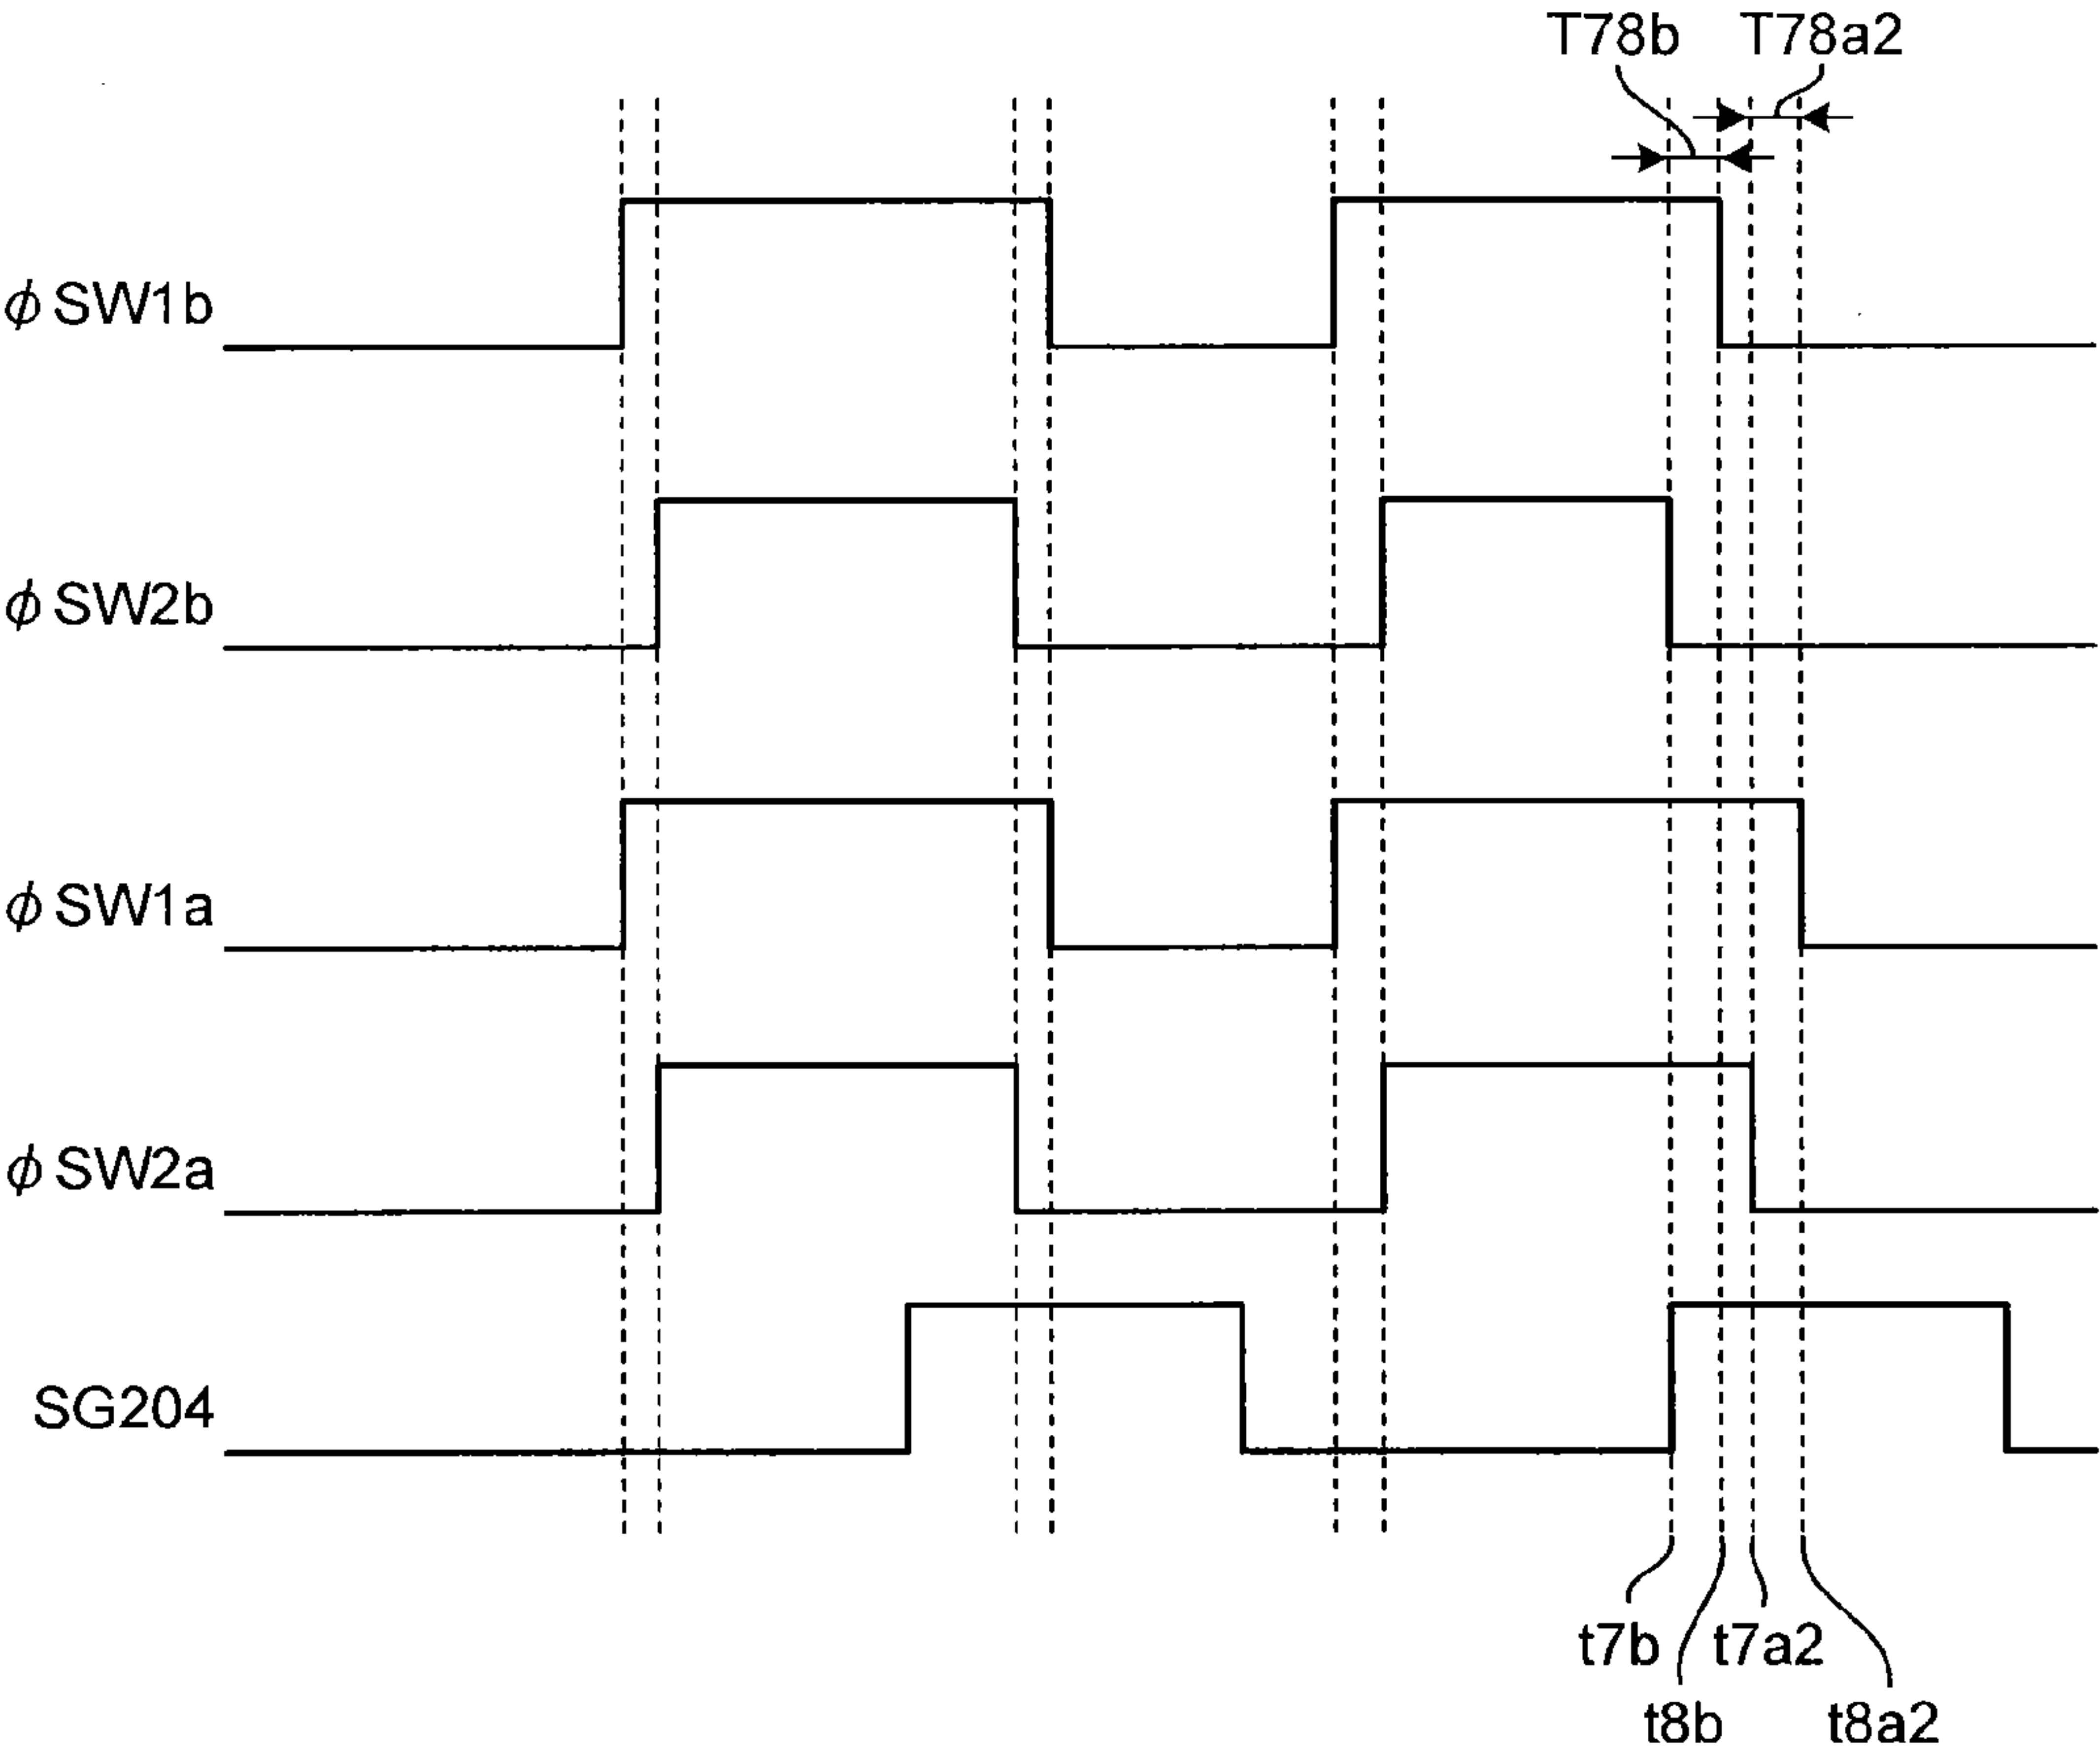 T78b T78a2
ϕSW1b
ϕSW2b
ϕSW1a
ϕSW2a
SG204
t7b t7a2
t8b t8a2